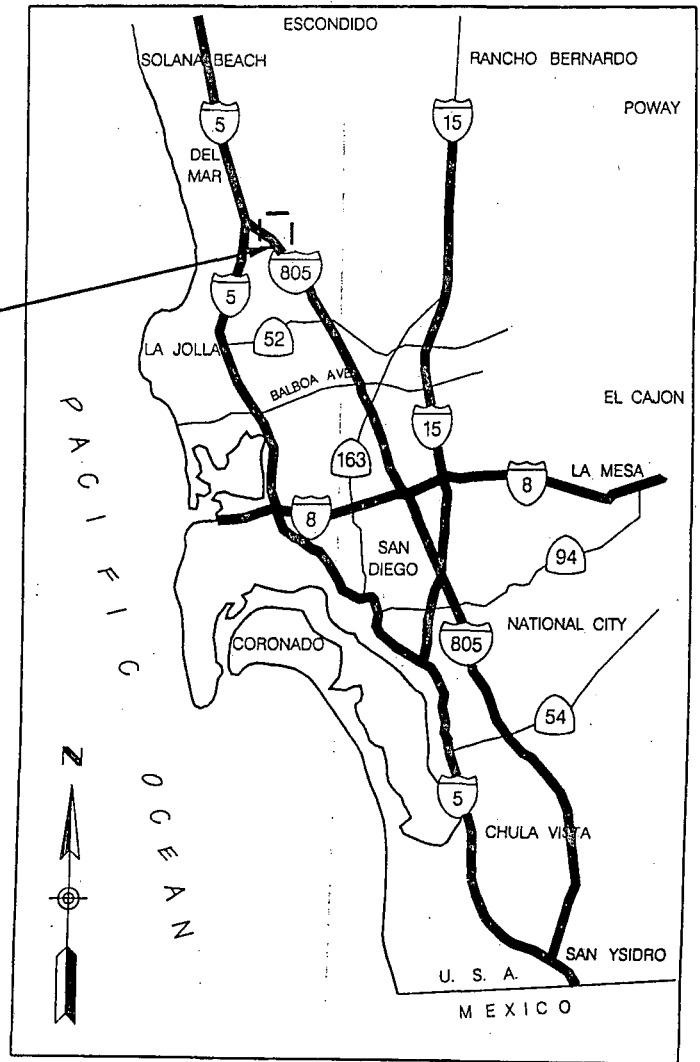 ESCONDIDO
SOLANA BEACH
RANCHO BERNARDO
POWAY
5
15
DEL
MAR
805
5
52
LA JOLLA
BALBOA AVE
EL CAJON
15
163
LA MESA
8
8
SAN
DIEGO
94
NATIONAL CITY
805
CORONADO
54
5
CHULA VISTA
SAN YSIDRO
U. S. A.
MEXICO
PACIFIC
OCEAN
N